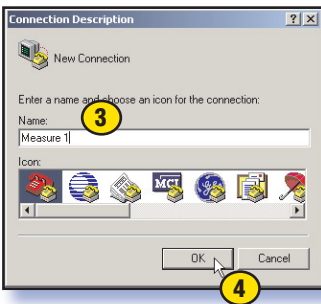 Connection Description
New Connection
Enter a name and choose an icon for the connection:
3
Name:
Measure 1
Icon:
MCI
OK
Cancel
4